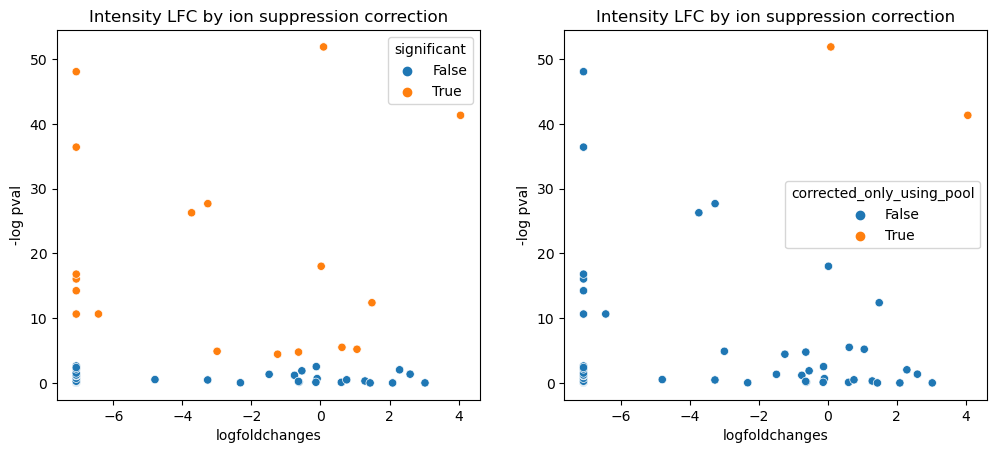 Intensity LFC by ion suppression correction
significant
False
True
50
40
30
20
10
0
-log pval
−6
−4
−2
0
2
4
logfoldchanges
Intensity LFC by ion suppression correction
corrected_only_using_pool
False
True
50
40
30
20
10
0
-log pval
−6
−4
−2
0
2
4
logfoldchanges